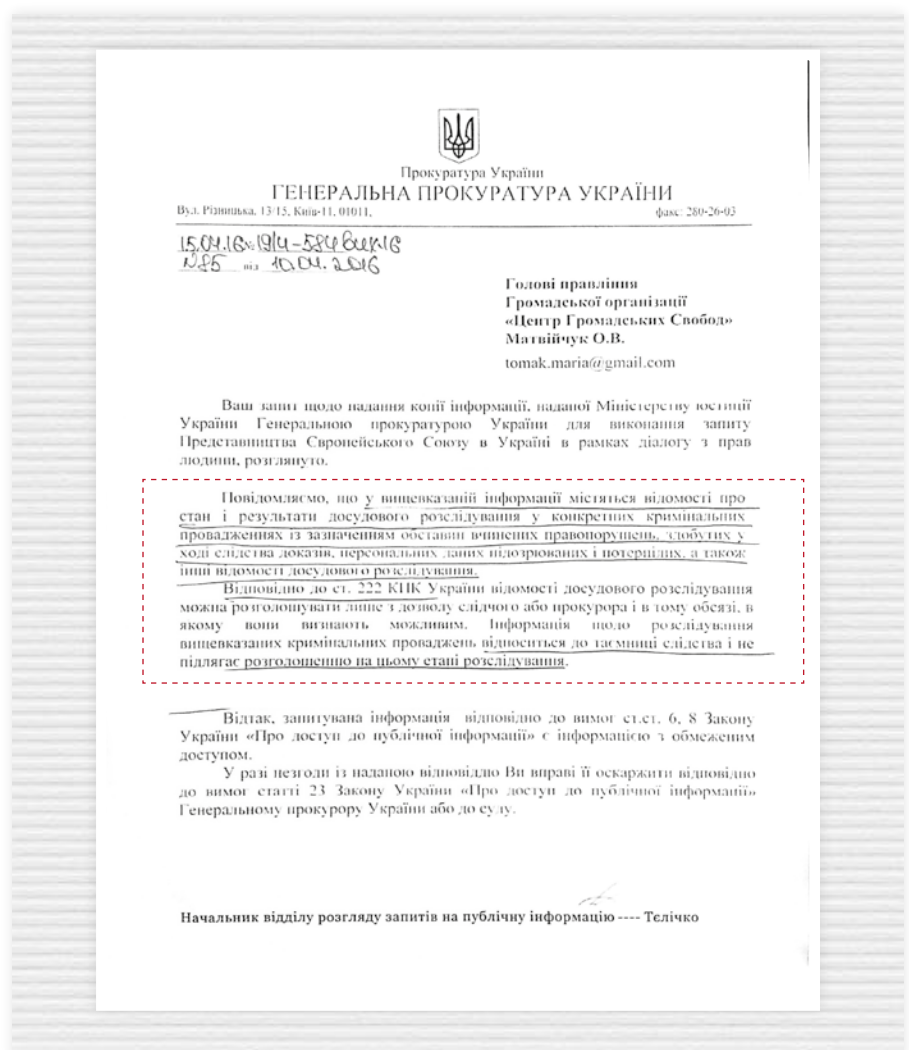 Прокуратура України
ГЕНЕРАЛЬНА ПРОКУРАТУРА УКРАЇНИ
Вул. Різницька, 13/15, Київ-11, 01011, факс: 280-26-03
15.04.16 № 19/4-584 вих16
№85 від 10.04.2016
Голові правління
Громадської організації
«Центр Громадських Свобод»
Матвійчук О.В.
tomak.maria@gmail.com
Ваш запит щодо надання копії інформації, наданої Міністерству юстиції
України Генеральною прокуратурою України для виконання запиту
Представництва Європейського Союзу в Україні в рамках діалогу з прав
людини, розглянуто.
Повідомляємо, що у вищевказаній інформації містяться відомості про
стан і результати досудового розслідування у конкретних кримінальних
провадженнях із зазначенням обставин вчинених правопорушень, здобутих у
ході слідства доказів, персональних даних підозрюваних і потерпілих, а також
інші відомості досудового розслідування.
Відповідно до ст. 222 КПК України відомості досудового розслідування
можна розголошувати лише з дозволу слідчого або прокурора і в тому обсязі, в
якому вони визнають можливим. Інформація щодо розслідування
вищевказаних кримінальних проваджень відноситься до таємниці слідства і не
підлягає розголошенню на цьому етапі розслідування.
Відтак, запитувана інформація відповідно до вимог ст.ст. 6, 8 Закону
України «Про доступ до публічної інформації» є інформацією з обмеженим
доступом.
У разі незгоди із наданою відповіддю Ви вправі її оскаржити відповідно
до вимог статті 23 Закону України «Про доступ до публічної інформації»
Генеральному прокурору України або до суду.
Начальник відділу розгляду запитів на публічну інформацію ---- Тєлічко